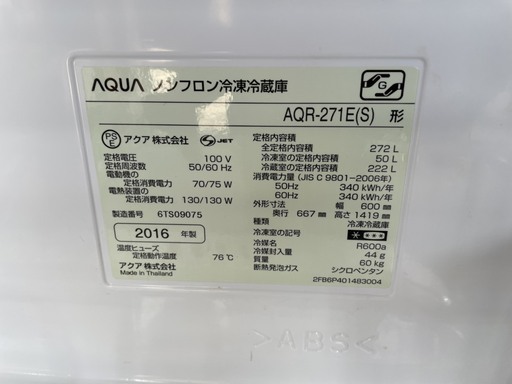 AQUA ノンフロン冷凍冷蔵庫
G
AQR-271E(S) 形
PS E アクア株式会社 JET
定格電圧 100 V
定格周波数 50/60 Hz
電動機の
定格消費電力 70/75 W
電熱装置の
定格消費電力 130/130 W
製造番号 6TS09075
2016 年製
温度ヒューズ
定格動作温度 76℃
アクア株式会社
Made in Thailand
定格内容積
全定格内容積 272 L
冷凍室の定格内容積 50 L
冷蔵室の定格内容積 222 L
消費電力量 (JIS C 9801-2006年)
50Hz 340 kWh/年
60Hz 340 kWh/年
外形寸法 幅 600 mm
奥行 667 mm 高さ 1419 mm
種類 冷凍冷蔵庫
冷凍室の記号
冷媒 R600a
冷媒封入量 44 g
質量 60 kg
断熱発泡ガス シクロペンタン
2FB6P401483004
>ABS<